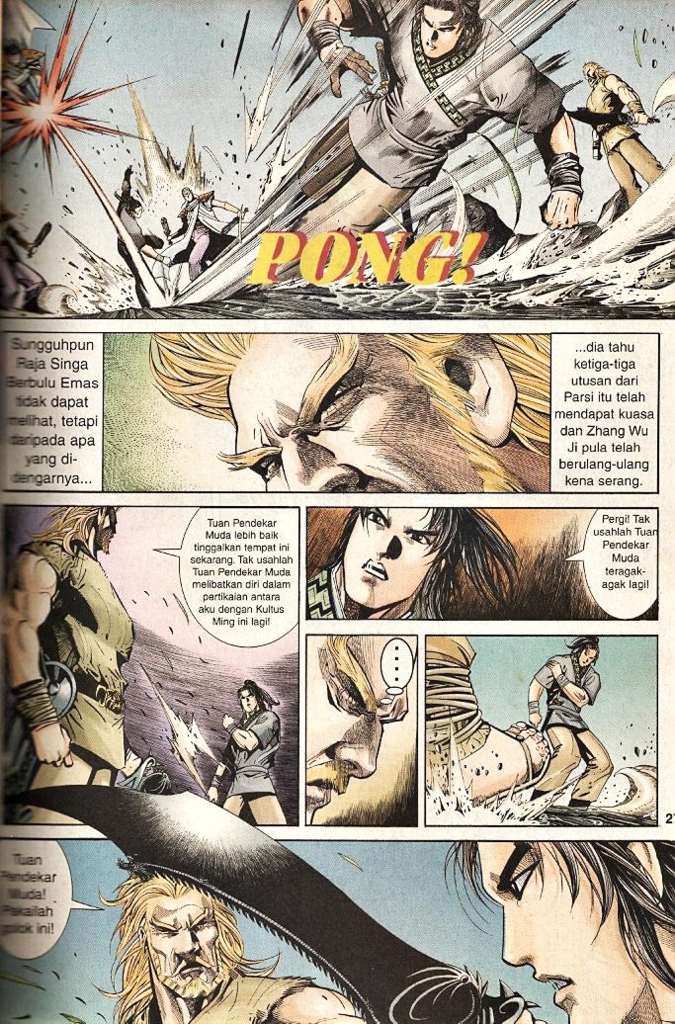 PONG!
Sungguhpun
Raja Singa
Berbulu Emas
tidak dapat
melihat, tetapi
daripada apa
yang di-
dengarnya...
...dia tahu
ketiga-tiga
utusan dari
Parsi itu telah
mendapat kuasa
dan Zhang Wu
Ji pula telah
berulang-ulang
kena serang.
Tuan Pendekar
Muda lebih baik
tinggalkan tempat ini
sekarang. Tak usahlah
Tuan Pendekar Muda
melibatkan diri dalam
pertikaian antara
aku dengan Kultus
Ming ini lagi!
Pergi! Tak
usahlah Tuan
Pendekar
Muda
teragak-
agak lagi!
....
2
Tuan
Pendekar
Muda!
Pakailah
golok ini!